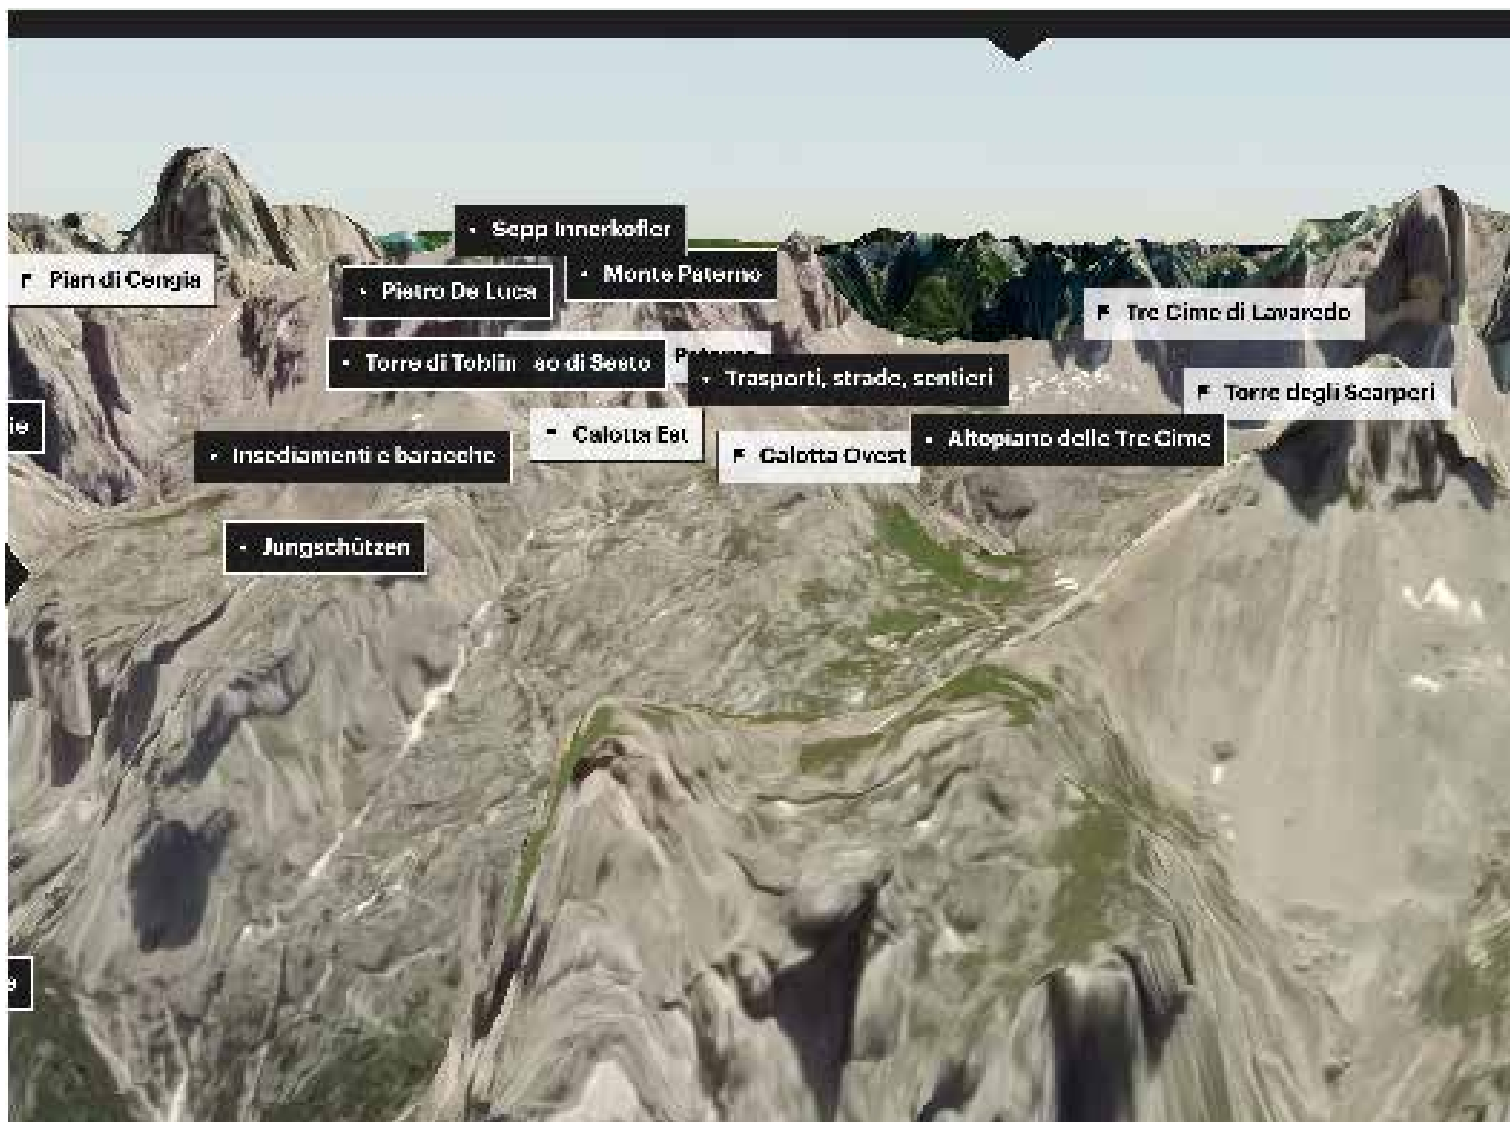 Sepp Innerkofler
Monte Paterno
Pian di Cengia
Pietro De Luca
Tre Cime di Lavaredo
Torre di Toblin
so di Sesto
Trasporti, strade, sentieri
Torre degli Scarperi
ie
Calotta Est
Altopiano delle Tre Cime
Insediamenti e baracche
Calotta Ovest
Jungschützen